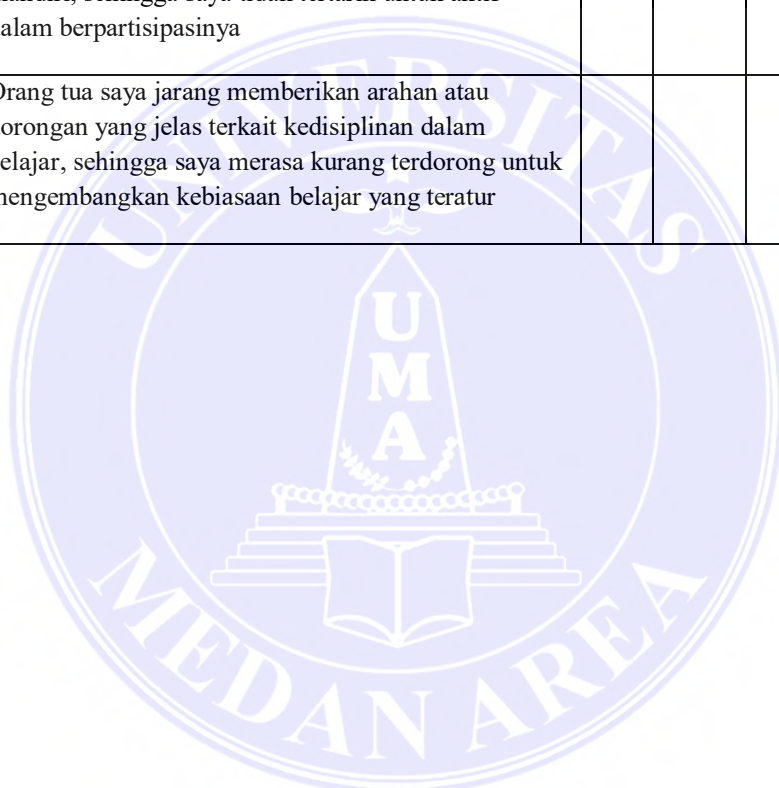 dalam berpartisipasinya
Orang tua saya jarang memberikan arahan atau
dorongan yang jelas terkait kedisiplinan dalam
belajar, sehingga saya merasa kurang terdorong untuk
mengembangkan kebiasaan belajar yang teratur
UNIVERSITAS
U
M
A
MEDAN AREA